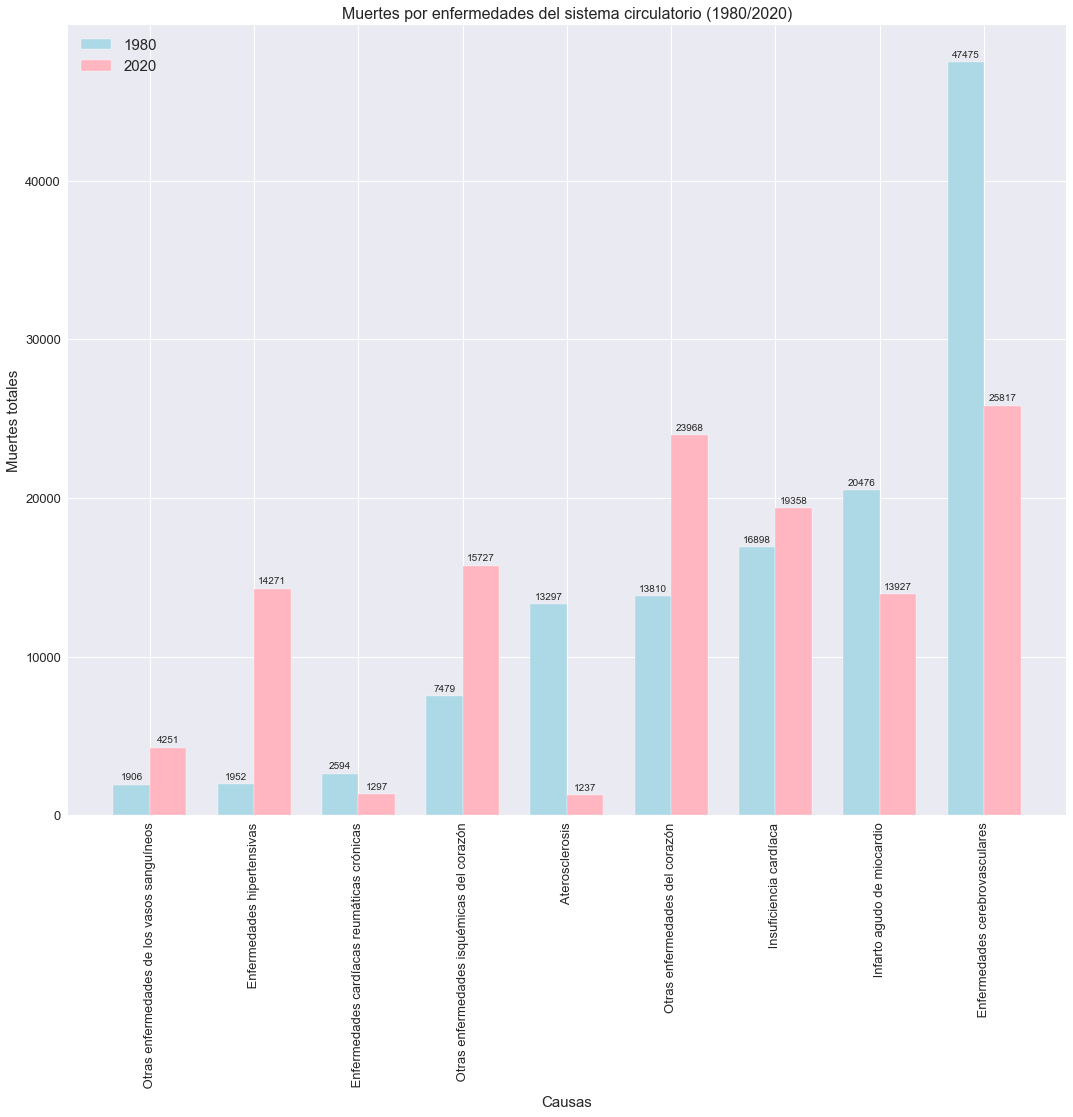 Muertes por enfermedades del sistema circulatorio (1980/2020)
1980
2020
Muertes totales
40000
30000
20000
10000
0
1906
4251
1952
14271
2594
1297
7479
15727
13297
1237
13810
23968
16898
19358
20476
13927
47475
25817
Otras enfermedades de los vasos sanguíneos
Enfermedades hipertensivas
Enfermedades cardíacas reumáticas crónicas
Otras enfermedades isquémicas del corazón
Aterosclerosis
Otras enfermedades del corazón
Insuficiencia cardíaca
Infarto agudo de miocardio
Enfermedades cerebrovasculares
Causas